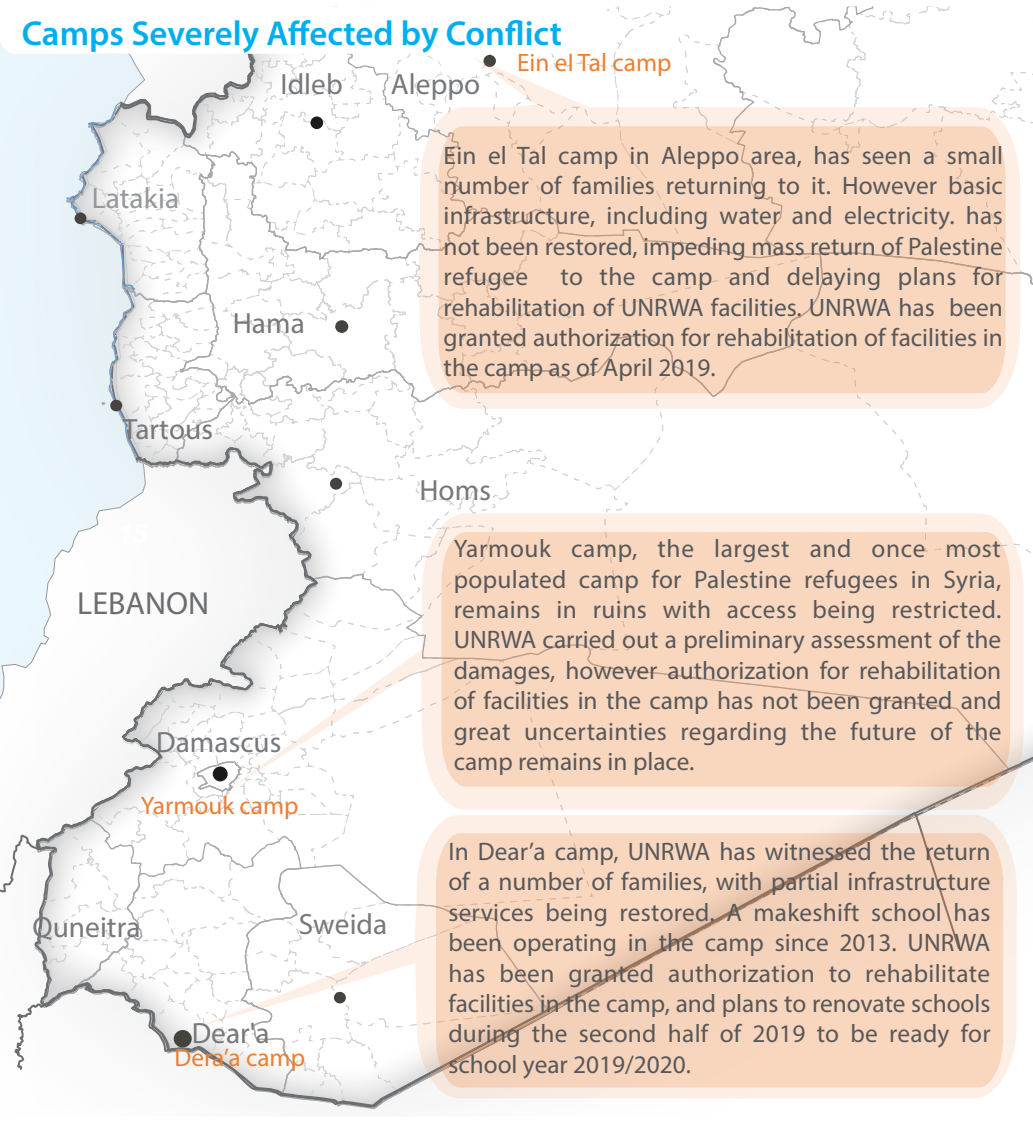 Camps Severely Affected by Conflict
Ein el Tal camp
Idleb
Aleppo
Ein el Tal camp in Aleppo area, has seen a small
number of families returning to it. However basic
infrastructure, including water and electricity. has
not been restored, impeding mass return of Palestine
refugee to the camp and delaying plans for
rehabilitation of UNRWA facilities. UNRWA has been
granted authorization for rehabilitation of facilities in
the camp as of April 2019.
Latakia
Hama
Tartous
Homs
15
LEBANON
Yarmouk camp, the largest and once most
populated camp for Palestine refugees in Syria,
remains in ruins with access being restricted.
UNRWA carried out a preliminary assessment of the
damages, however authorization for rehabilitation
of facilities in the camp has not been granted and
great uncertainties regarding the future of the
camp remains in place.
Damascus
Yarmouk camp
In Dear'a camp, UNRWA has witnessed the return
of a number of families, with partial infrastructure
services being restored. A makeshift school has
been operating in the camp since 2013. UNRWA
has been granted authorization to rehabilitate
facilities in the camp, and plans to renovate schools
during the second half of 2019 to be ready for
school year 2019/2020.
Quneitra
Sweida
Dear'a
Dera'a camp